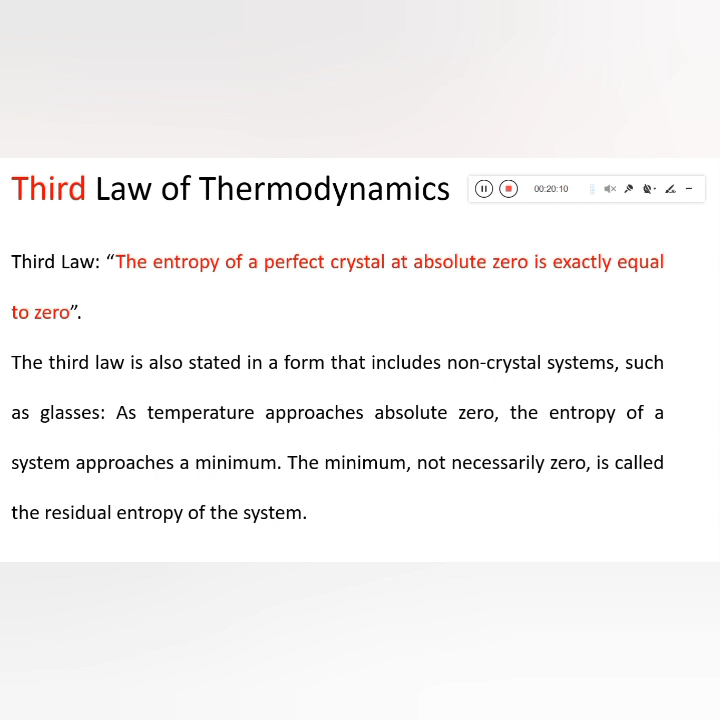 Third Law of Thermodynamics
00:20:10
Third Law: “The entropy of a perfect crystal at absolute zero is exactly equal
to zero”.
The third law is also stated in a form that includes non-crystal systems, such
as glasses: As temperature approaches absolute zero, the entropy of a
system approaches a minimum. The minimum, not necessarily zero, is called
the residual entropy of the system.